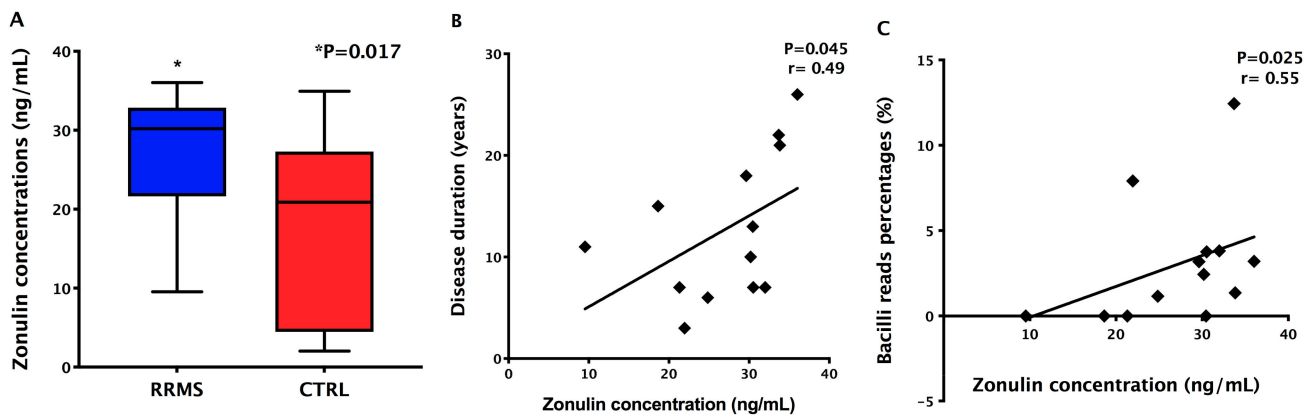 A
Zonulin concentrations (ng/mL)
40
30
20
10
0
*
*P=0.017
RRMS
CTRL
B
P=0.045
r= 0.49
Disease duration (years)
30
20
10
0
0
10
20
30
40
Zonulin concentration (ng/mL)
C
P=0.025
r= 0.55
Bacilli reads percentages (%)
15
10
5
0
-5
10
20
30
40
Zonulin concentration (ng/mL)